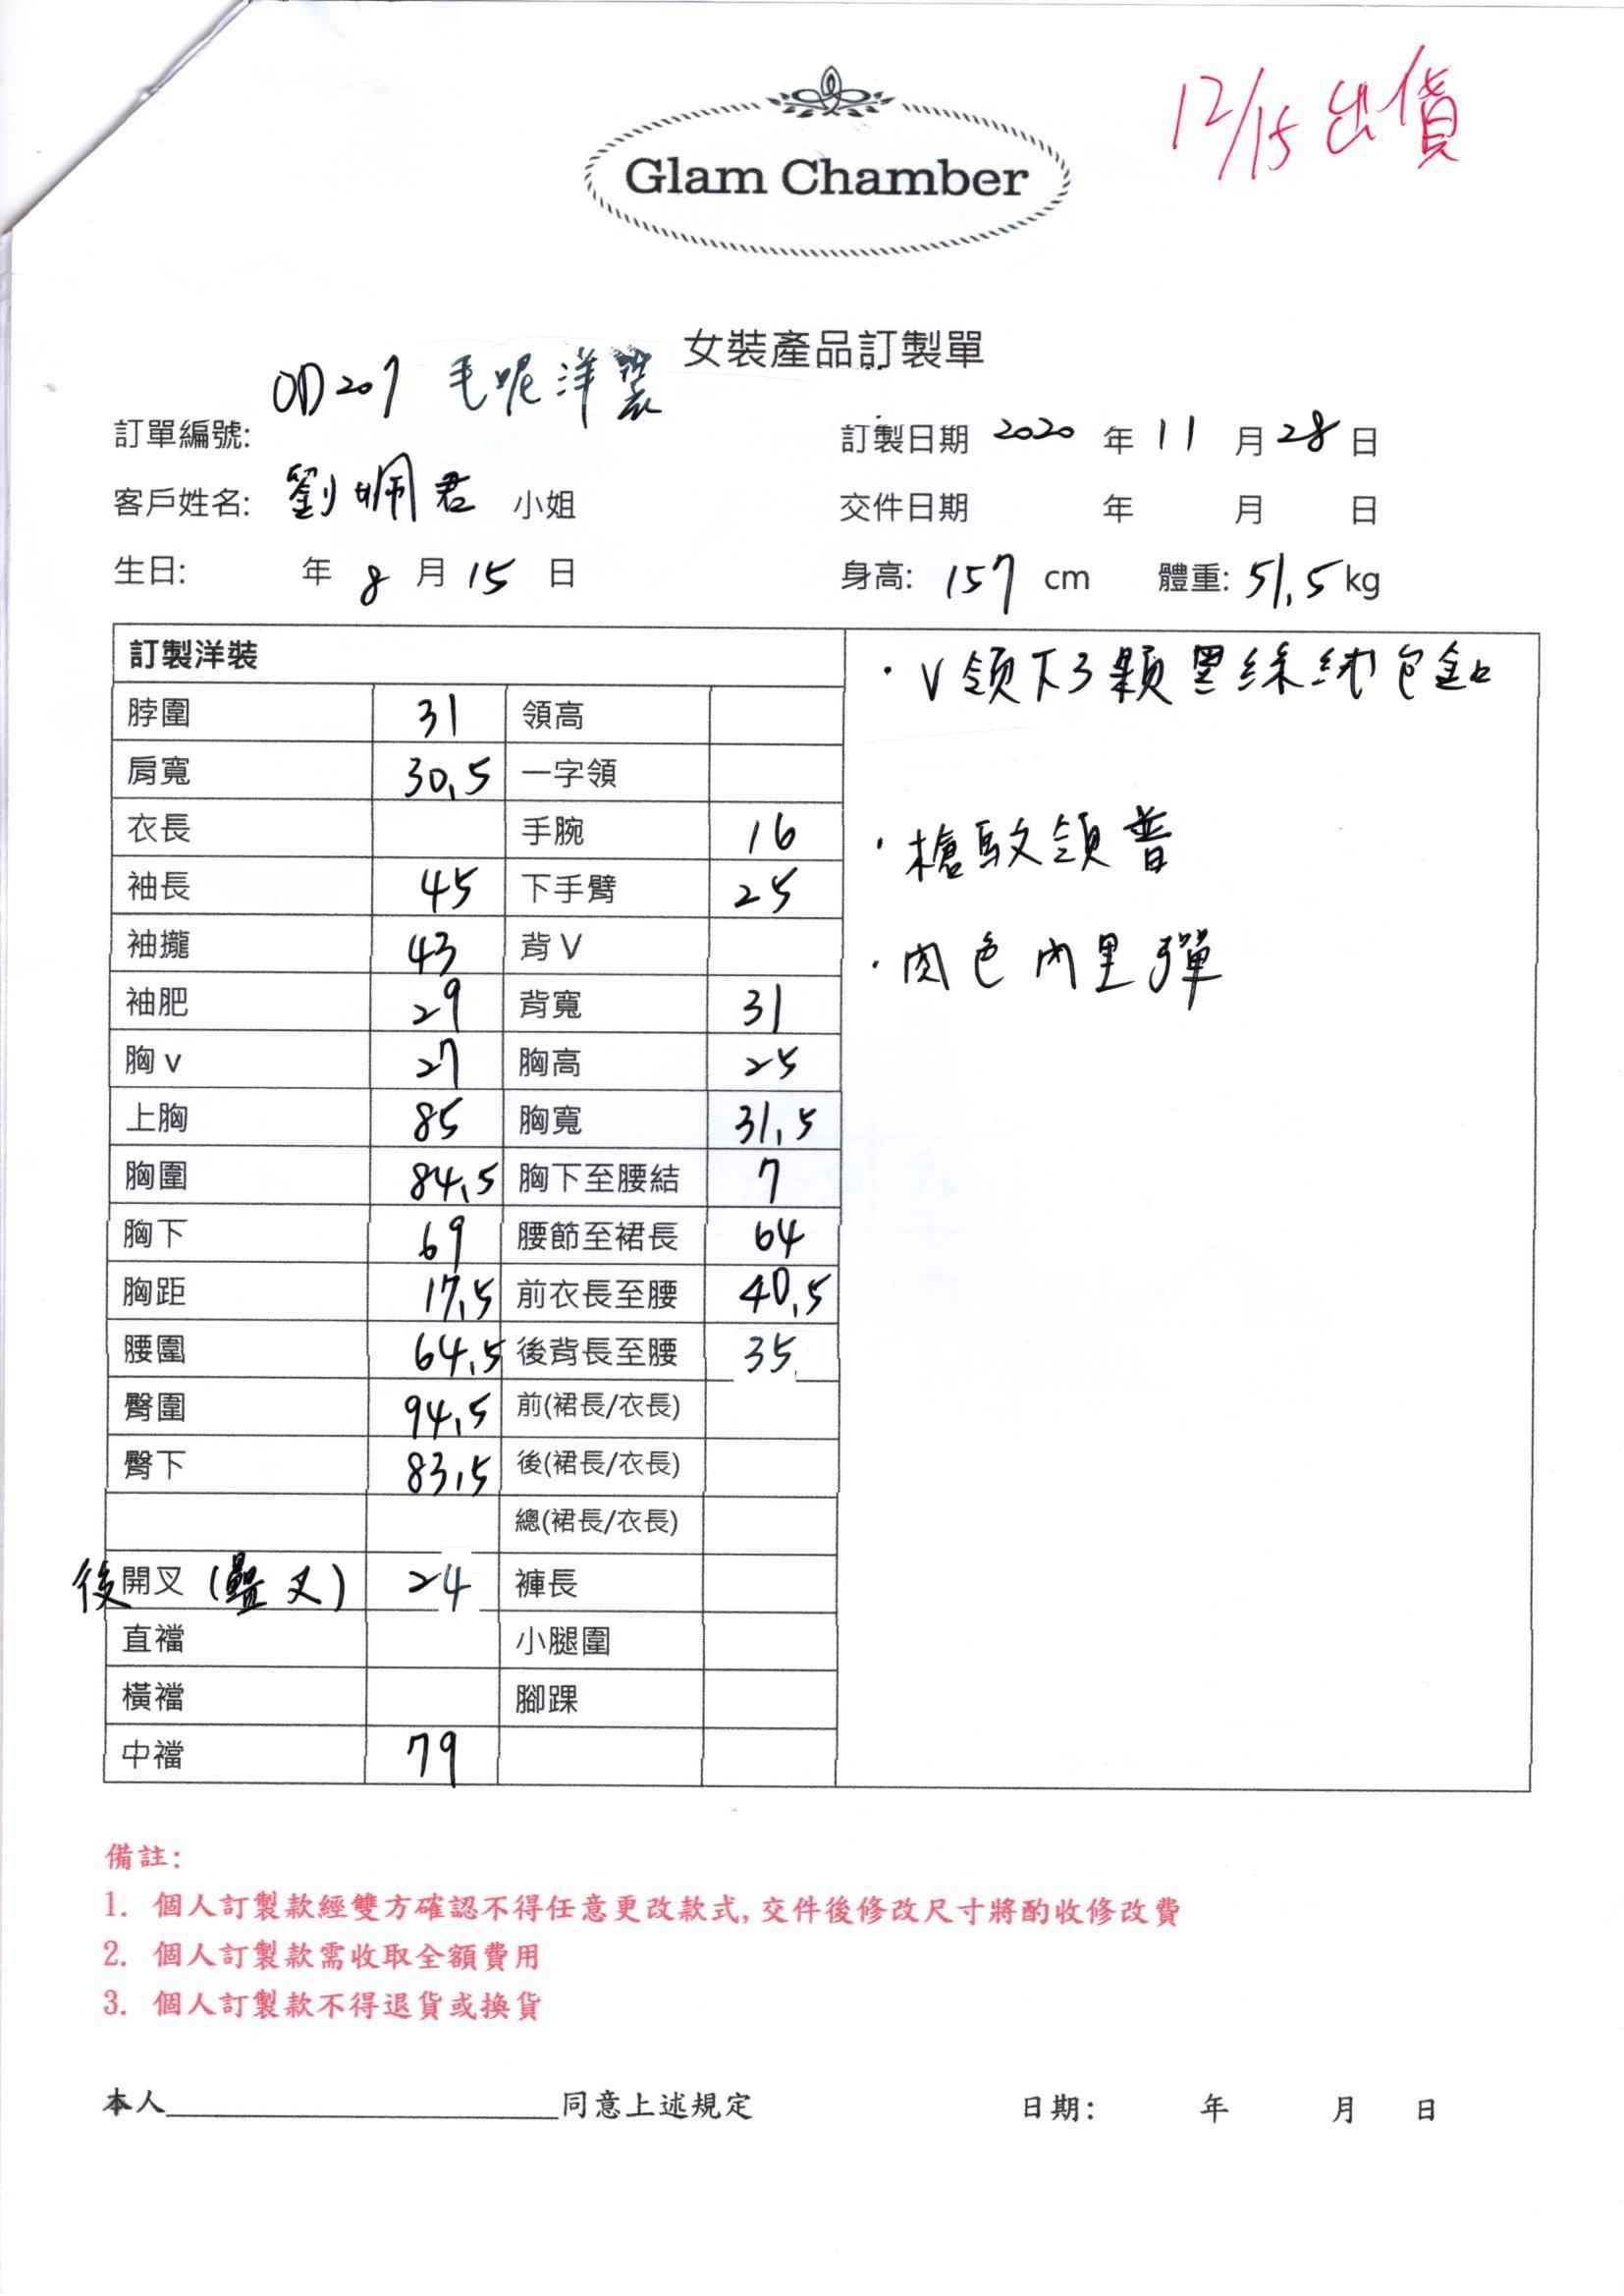 12/15 出貨
Glam Chamber
女裝產品訂製單
OD207 毛呢洋裝
訂單編號:
訂製日期 2020 年 11 月 28 日
客戶姓名: 劉姵君 小姐
交件日期 年 月 日
生日: 年 8 月 15 日
身高: 157 cm 體重: 51.5 kg
訂製洋裝
脖圍 31 領高
肩寬 30.5 一字領
衣長 手腕 16
袖長 45 下手臂 25
袖攏 43 背V
袖肥 29 背寬 31
胸v 27 胸高 25
上胸 85 胸寬 31.5
胸圍 84.5 胸下至腰結 7
胸下 69 腰節至裙長 64
胸距 17.5 前衣長至腰 40.5
腰圍 64.5 後背長至腰 35
臀圍 94.5 前(裙長/衣長)
臀下 83.5 後(裙長/衣長)
總(裙長/衣長)
後開叉 (疊叉) 24 褲長
直襠 小腿圍
橫襠 腳踝
中襠 79
· V領下3顆黑絲絨包釦
· 槍駁領普
· 肉色內里彈
備註:
1. 個人訂製款經雙方確認不得任意更改款式,交件後修改尺寸將酌收修改費
2. 個人訂製款需收取全額費用
3. 個人訂製款不得退貨或換貨
本人____________________同意上述規定 日期: 年 月 日